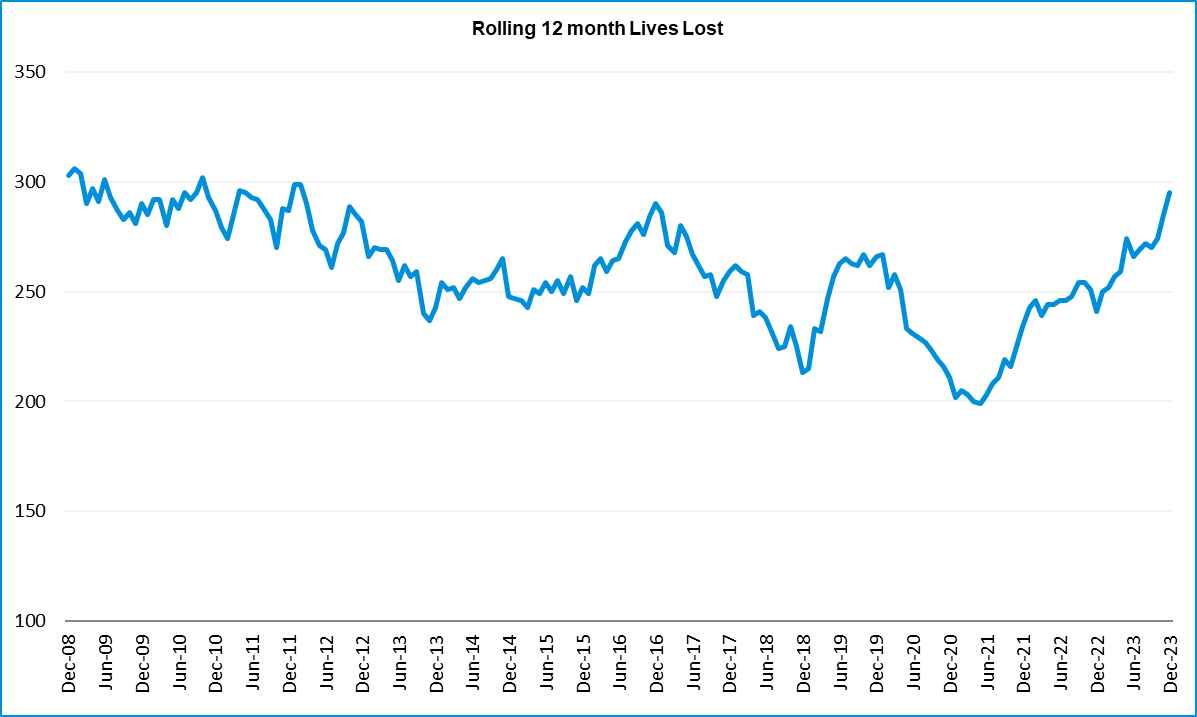 Rolling 12 month Lives Lost
350
300
250
200
150
100
Dec-08
Jun-09
Dec-09
Jun-10
Dec-10
Jun-11
Dec-11
Jun-12
Dec-12
Jun-13
Dec-13
Jun-14
Dec-14
Jun-15
Dec-15
Jun-16
Dec-16
Jun-17
Dec-17
Jun-18
Dec-18
Jun-19
Dec-19
Jun-20
Dec-20
Jun-21
Dec-21
Jun-22
Dec-22
Jun-23
Dec-23